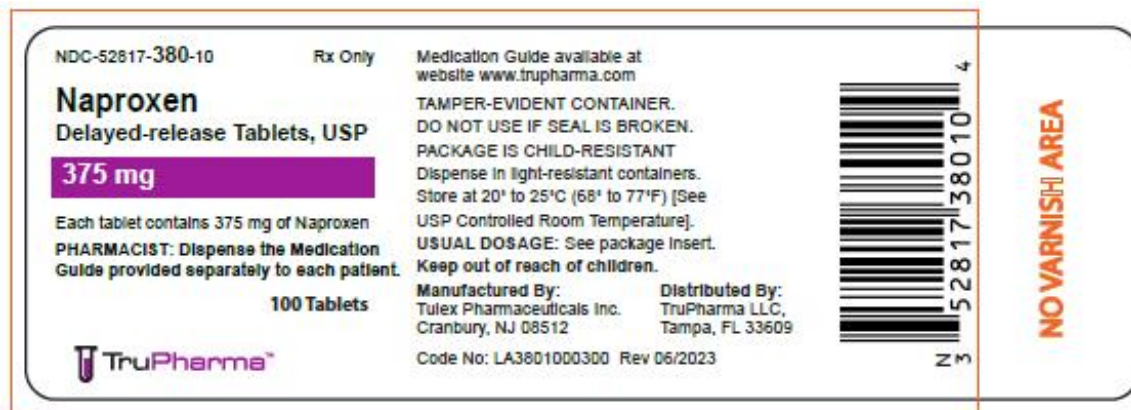 NDC-52817-380-10 Rx Only
Naproxen
Delayed-release Tablets, USP
375 mg
Each tablet contains 375 mg of Naproxen
PHARMACIST: Dispense the Medication
Guide provided separately to each patient.
100 Tablets
TruPharma™
Medication Guide available at
website www.trupharma.com
TAMPER-EVIDENT CONTAINER.
DO NOT USE IF SEAL IS BROKEN.
PACKAGE IS CHILD-RESISTANT
Dispense in light-resistant containers.
Store at 20° to 25°C (68° to 77°F) [See
USP Controlled Room Temperature].
USUAL DOSAGE: See package insert.
Keep out of reach of children.
Manufactured By:
Tulex Pharmaceuticals Inc.
Cranbury, NJ 08512
Distributed By:
TruPharma LLC,
Tampa, FL 33609
Code No: LA3801000300 Rev 06/2023
N3 52817 38010 4
NO VARNISH AREA